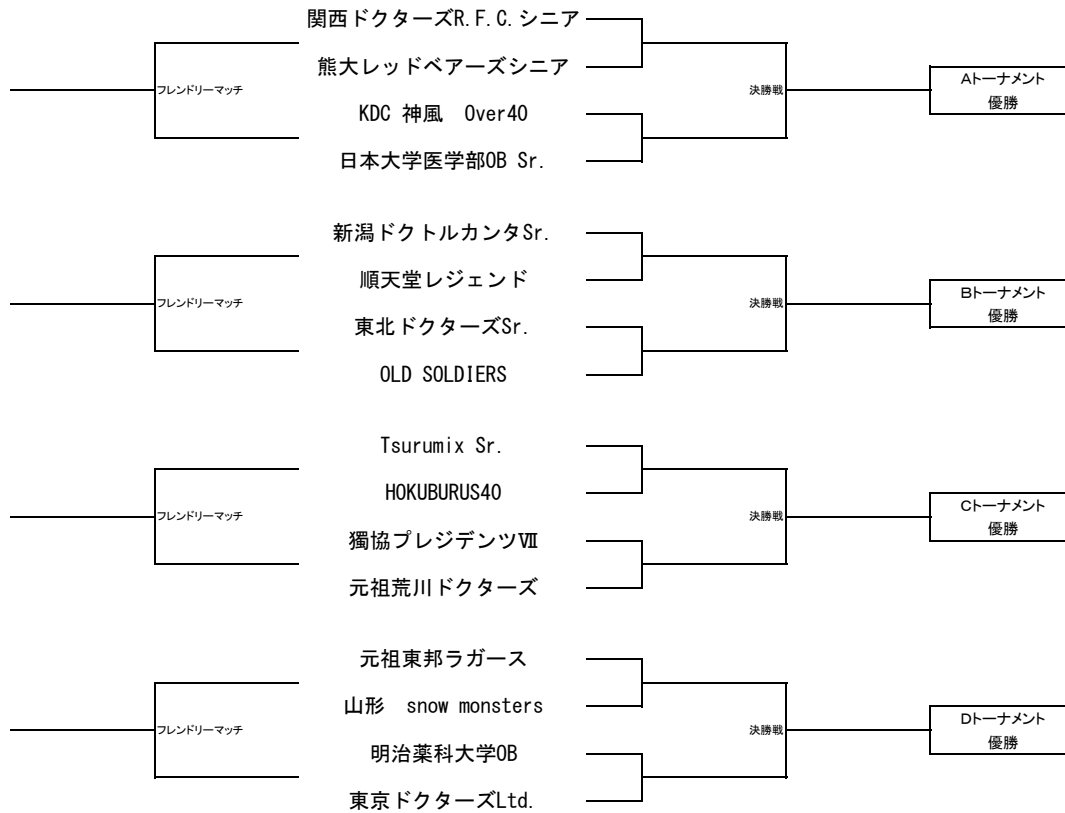 関西ドクターズR.F.C.シニア
熊大レッドベアーズシニア
フレンドリーマッチ
決勝戦
Aトーナメント
優勝
KDC 神風　Over40
日本大学医学部OB Sr.
新潟ドクトルカンタSr.
順天堂レジェンド
フレンドリーマッチ
決勝戦
Bトーナメント
優勝
東北ドクターズSr.
OLD SOLDIERS
Tsurumix Sr.
HOKUBURUS40
フレンドリーマッチ
決勝戦
Cトーナメント
優勝
獨協プレジデンツⅦ
元祖荒川ドクターズ
元祖東邦ラガース
山形　snow monsters
フレンドリーマッチ
決勝戦
Dトーナメント
優勝
明治薬科大学OB
東京ドクターズLtd.